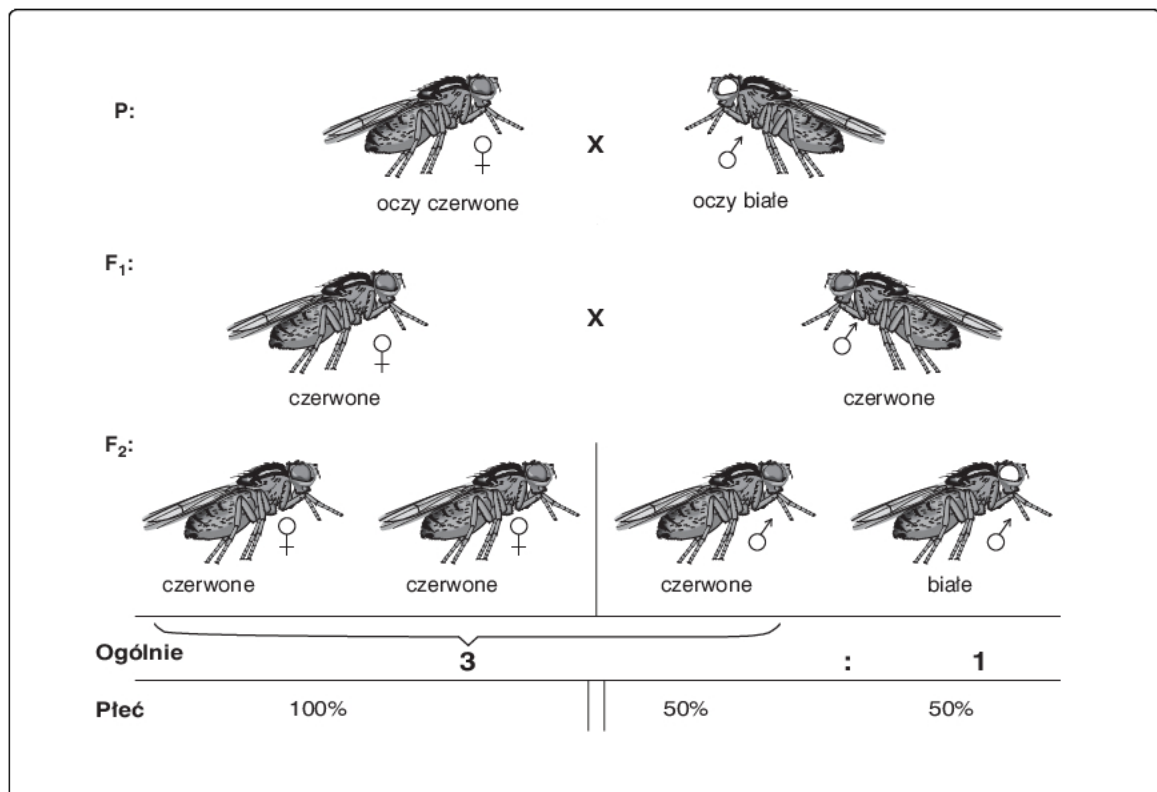 P:
♀ X ♂
oczy czerwone oczy białe
F1:
♀ X ♂
czerwone czerwone
F2:
♀ ♀ ♂ ♂
czerwone czerwone czerwone białe
Ogólnie 3 : 1
Płeć 100% 50% 50%